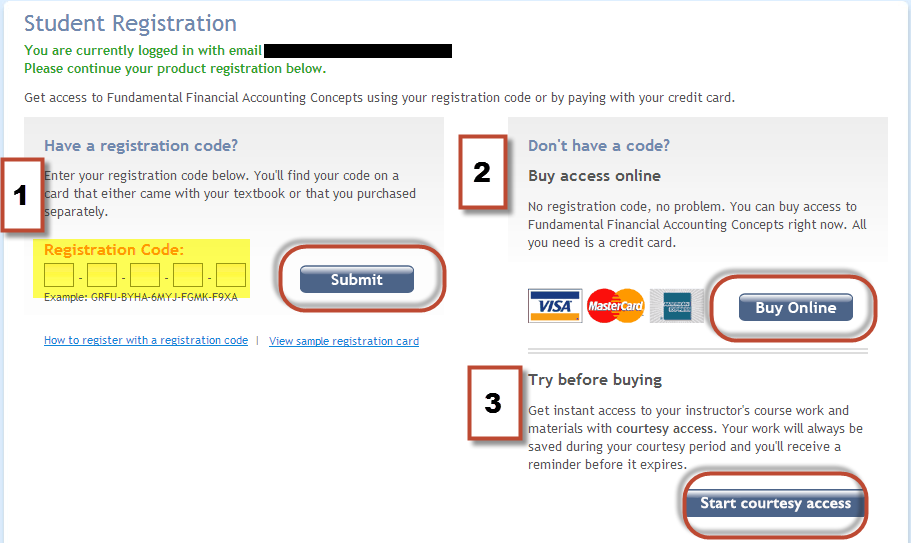 Student Registration
You are currently logged in with email
Please continue your product registration below.
Get access to Fundamental Financial Accounting Concepts using your registration code or by paying with your credit card.
1
Have a registration code?
Enter your registration code below. You'll find your code on a
card that either came with your textbook or that you purchased
separately.
Registration Code:
- - - -
Submit
Example: GRFU-BYHA-6MYJ-FGMK-F9XA
How to register with a registration code | View sample registration card
2
Don't have a code?
Buy access online
No registration code, no problem. You can buy access to
Fundamental Financial Accounting Concepts right now. All
you need is a credit card.
VISA MasterCard AMERICAN EXPRESS
Buy Online
3
Try before buying
Get instant access to your instructor's course work and
materials with courtesy access. Your work will always be
saved during your courtesy period and you'll receive a
reminder before it expires.
Start courtesy access